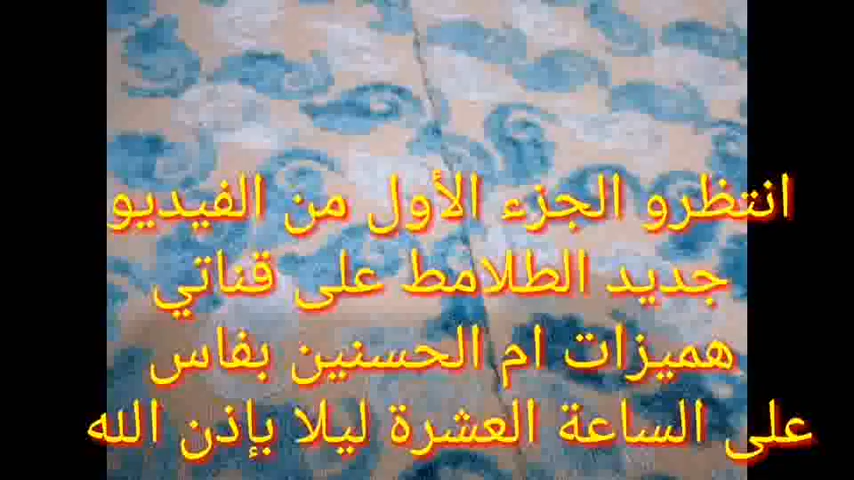 انتظرو الجزء الأول من الفيديو
جديد الطلامط على قناتي
هميزات ام الحسنين بفاس
على الساعة العشرة ليلا بإذن الله